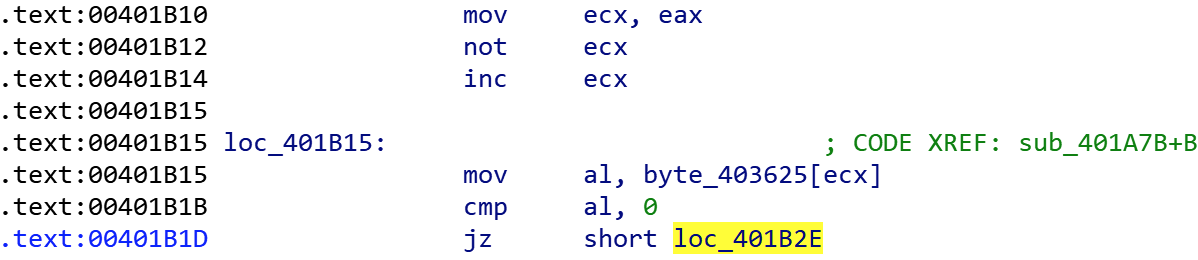 .text:00401B10                 mov     ecx, eax
.text:00401B12                 not     ecx
.text:00401B14                 inc     ecx
.text:00401B15
.text:00401B15 loc_401B15:                             ; CODE XREF: sub_401A7B+B
.text:00401B15                 mov     al, byte_403625[ecx]
.text:00401B1B                 cmp     al, 0
.text:00401B1D                 jz      short loc_401B2E